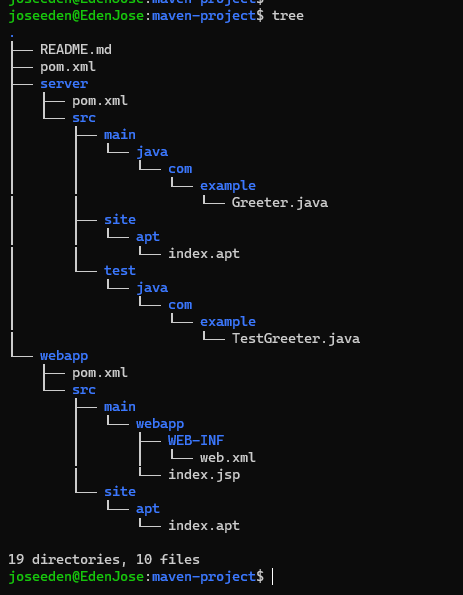 joseeden@EdenJose:maven-project$
joseeden@EdenJose:maven-project$ tree
.
├── README.md
├── pom.xml
├── server
│   ├── pom.xml
│   └── src
│       ├── main
│       │   └── java
│       │       └── com
│       │           └── example
│       │               └── Greeter.java
│       ├── site
│       │   └── apt
│       │       └── index.apt
│       └── test
│           └── java
│               └── com
│                   └── example
│                       └── TestGreeter.java
└── webapp
    ├── pom.xml
    └── src
        ├── main
        │   └── webapp
        │       ├── WEB-INF
        │       │   └── web.xml
        │       └── index.jsp
        └── site
            └── apt
                └── index.apt
19 directories, 10 files
joseeden@EdenJose:maven-project$